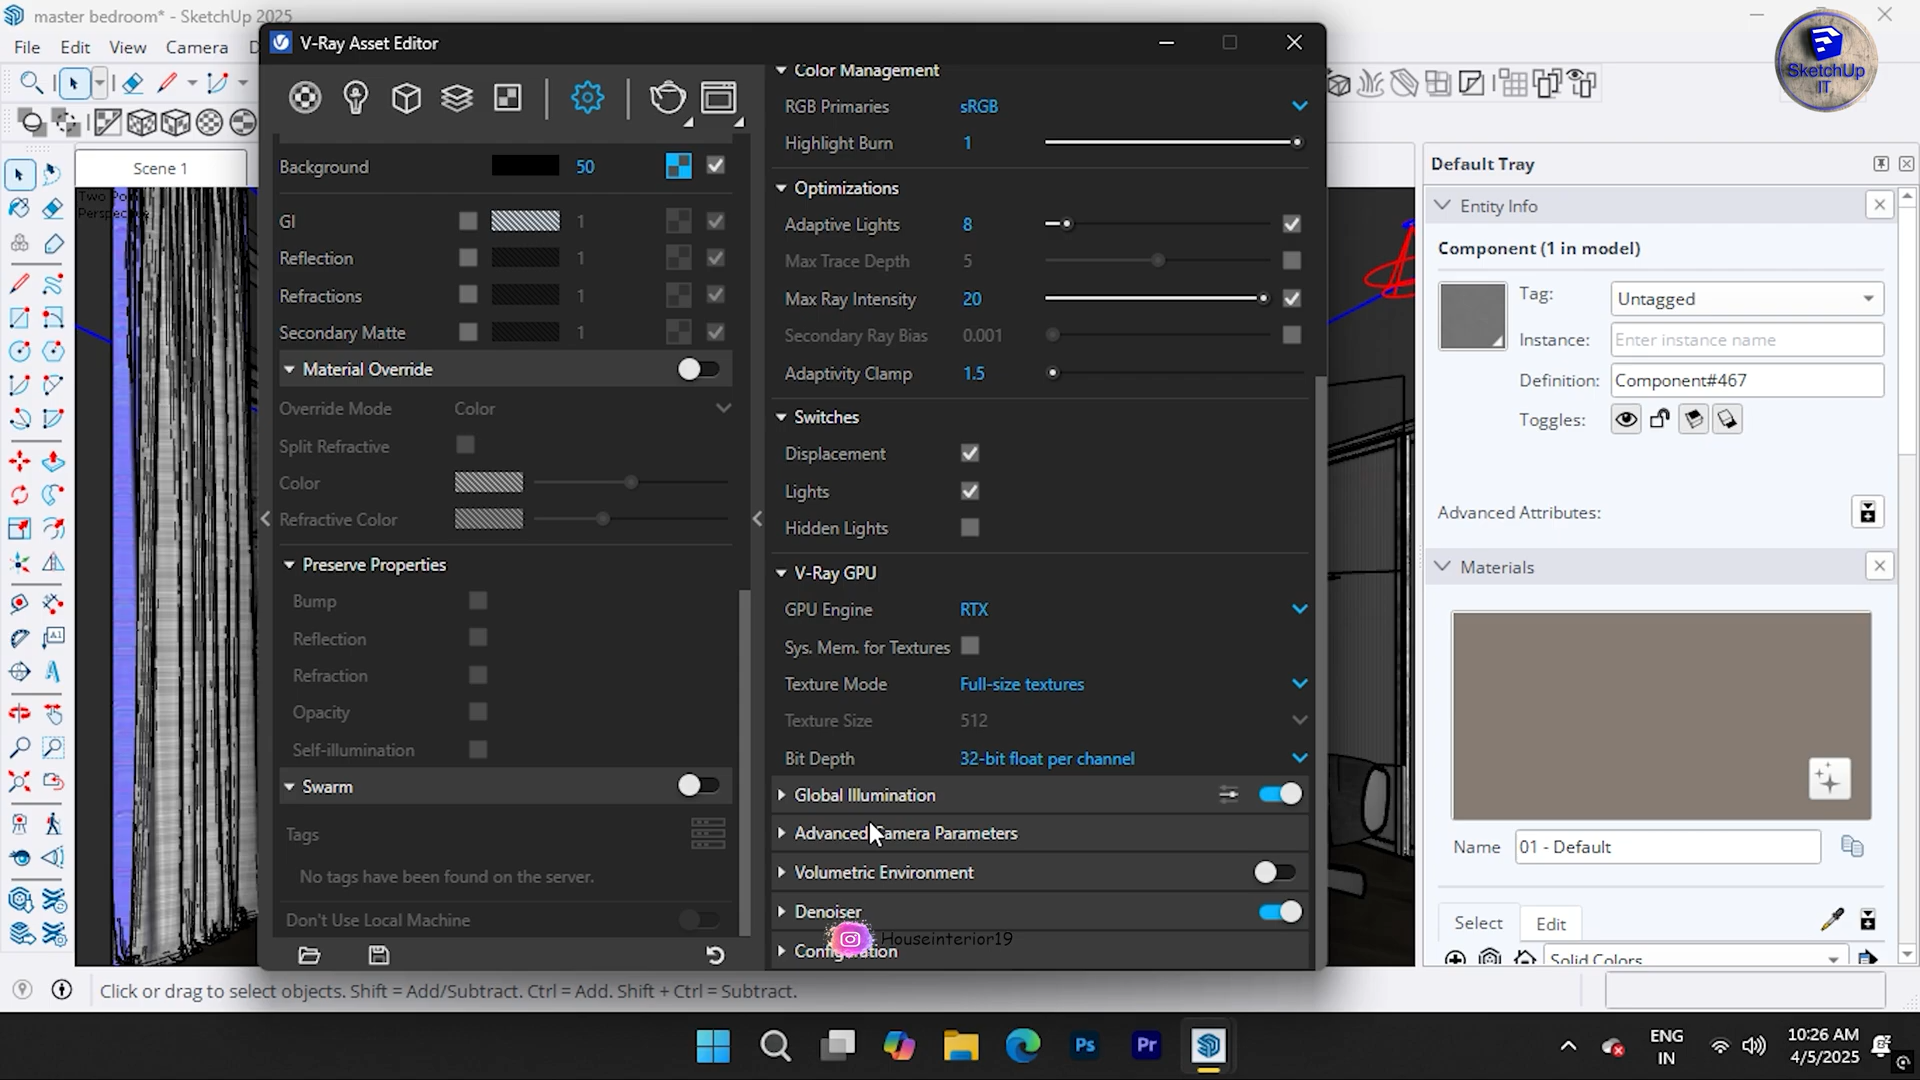 master bedroom* - SketchUp 2025
File Edit View Camera
V-Ray Asset Editor
SketchUp
IT
Scene 1
Two Po
Perspective
Background 50
GI 1
Reflection 1
Refractions 1
Secondary Matte 1
Material Override
Override Mode Color
Split Refractive
Color
Refractive Color
Preserve Properties
Bump
Reflection
Refraction
Opacity
Self-illumination
Swarm
Tags
No tags have been found on the server.
Don't Use Local Machine
Color Management
RGB Primaries sRGB
Highlight Burn 1
Optimizations
Adaptive Lights 8
Max Trace Depth 5
Max Ray Intensity 20
Secondary Ray Bias 0.001
Adaptivity Clamp 1.5
Switches
Displacement
Lights
Hidden Lights
V-Ray GPU
GPU Engine RTX
Sys. Mem. for Textures
Texture Mode Full-size textures
Texture Size 512
Bit Depth 32-bit float per channel
Global Illumination
Advanced Camera Parameters
Volumetric Environment
Denoiser
Houseinterior19
Configuration
Default Tray
Entity Info
Component (1 in model)
Tag: Untagged
Instance: Enter instance name
Definition: Component#467
Toggles:
Advanced Attributes:
Materials
Name 01 - Default
Select Edit
Solid Colors
Click or drag to select objects. Shift = Add/Subtract. Ctrl = Add. Shift + Ctrl = Subtract.
Ps
Pr
ENG
IN
10:26 AM
4/5/2025